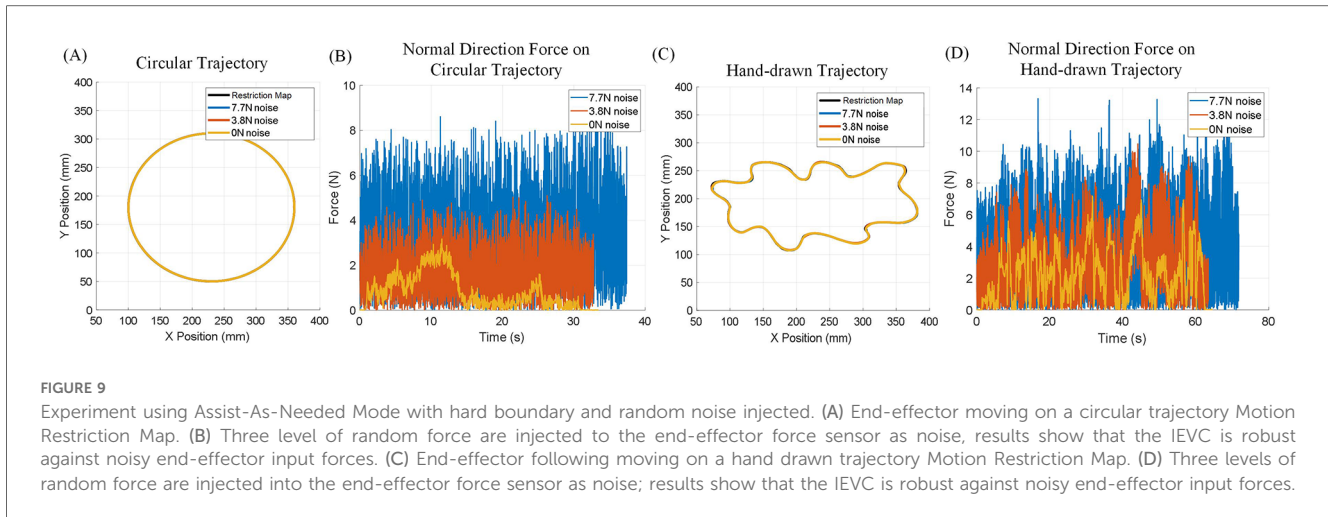 (A)
Circular Trajectory
Restriction Map
7.7N noise
3.8N noise
0N noise
Y Position (mm)
400
350
300
250
200
150
100
50
0
50 100 150 200 250 300 350 400
X Position (mm)
(B)
Normal Direction Force on
Circular Trajectory
7.7N noise
3.8N noise
0N noise
Force (N)
10
8
6
4
2
0
0 10 20 30 40
Time (s)
(C)
Hand-drawn Trajectory
Restriction Map
7.7N noise
3.8N noise
0N noise
Y Position (mm)
400
350
300
250
200
150
100
50
0
50 100 150 200 250 300 350 400
X Position (mm)
(D)
Normal Direction Force on
Hand-drawn Trajectory
7.7N noise
3.8N noise
0N noise
Force (N)
14
12
10
8
6
4
2
0
0 20 40 60 80
Time (s)
FIGURE 9
Experiment using Assist-As-Needed Mode with hard boundary and random noise injected. (A) End-effector moving on a circular trajectory Motion
Restriction Map. (B) Three level of random force are injected to the end-effector force sensor as noise, results show that the IEVC is robust
against noisy end-effector input forces. (C) End-effector following moving on a hand drawn trajectory Motion Restriction Map. (D) Three levels of
random force are injected into the end-effector force sensor as noise; results show that the IEVC is robust against noisy end-effector input forces.